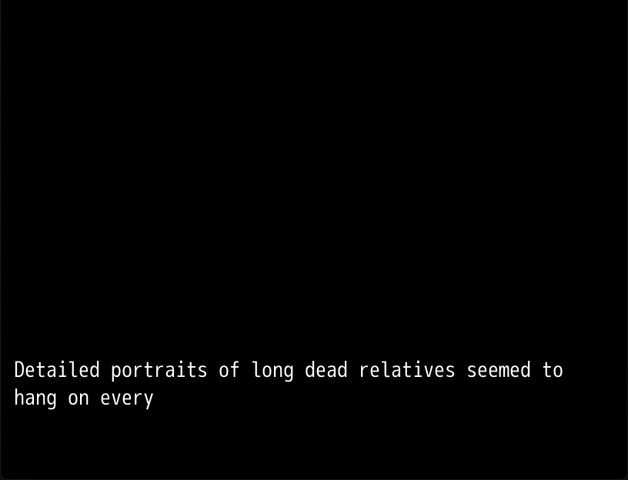 Detailed portraits of long dead relatives seemed to
hang on every